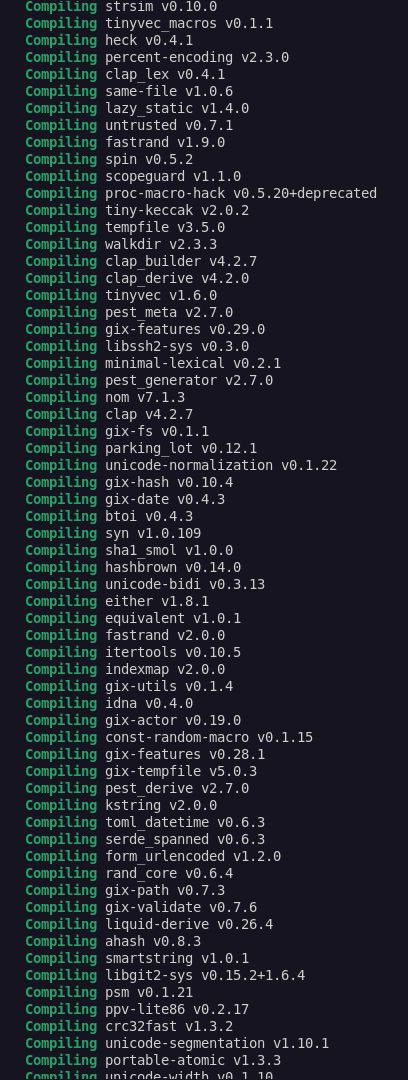 Compiling strsim v0.10.0
Compiling tinyvec_macros v0.1.1
Compiling heck v0.4.1
Compiling percent-encoding v2.3.0
Compiling clap_lex v0.4.1
Compiling same-file v1.0.6
Compiling lazy_static v1.4.0
Compiling untrusted v0.7.1
Compiling fastrand v1.9.0
Compiling spin v0.5.2
Compiling scopeguard v1.1.0
Compiling proc-macro-hack v0.5.20+deprecated
Compiling tiny-keccak v2.0.2
Compiling tempfile v3.5.0
Compiling walkdir v2.3.3
Compiling clap_builder v4.2.7
Compiling clap_derive v4.2.0
Compiling tinyvec v1.6.0
Compiling pest_meta v2.7.0
Compiling gix-features v0.29.0
Compiling libssh2-sys v0.3.0
Compiling minimal-lexical v0.2.1
Compiling pest_generator v2.7.0
Compiling nom v7.1.3
Compiling clap v4.2.7
Compiling gix-fs v0.1.1
Compiling parking_lot v0.12.1
Compiling unicode-normalization v0.1.22
Compiling gix-hash v0.10.4
Compiling gix-date v0.4.3
Compiling btoi v0.4.3
Compiling syn v1.0.109
Compiling sha1_smol v1.0.0
Compiling hashbrown v0.14.0
Compiling unicode-bidi v0.3.13
Compiling either v1.8.1
Compiling equivalent v1.0.1
Compiling fastrand v2.0.0
Compiling itertools v0.10.5
Compiling indexmap v2.0.0
Compiling gix-utils v0.1.4
Compiling idna v0.4.0
Compiling gix-actor v0.19.0
Compiling const-random-macro v0.1.15
Compiling gix-features v0.28.1
Compiling gix-tempfile v5.0.3
Compiling pest_derive v2.7.0
Compiling kstring v2.0.0
Compiling toml_datetime v0.6.3
Compiling serde_spanned v0.6.3
Compiling form_urlencoded v1.2.0
Compiling rand_core v0.6.4
Compiling gix-path v0.7.3
Compiling gix-validate v0.7.6
Compiling liquid-derive v0.26.4
Compiling ahash v0.8.3
Compiling smartstring v1.0.1
Compiling libgit2-sys v0.15.2+1.6.4
Compiling psm v0.1.21
Compiling ppv-lite86 v0.2.17
Compiling crc32fast v1.3.2
Compiling unicode-segmentation v1.10.1
Compiling portable-atomic v1.3.3
Compiling unicode-width v0.1.10